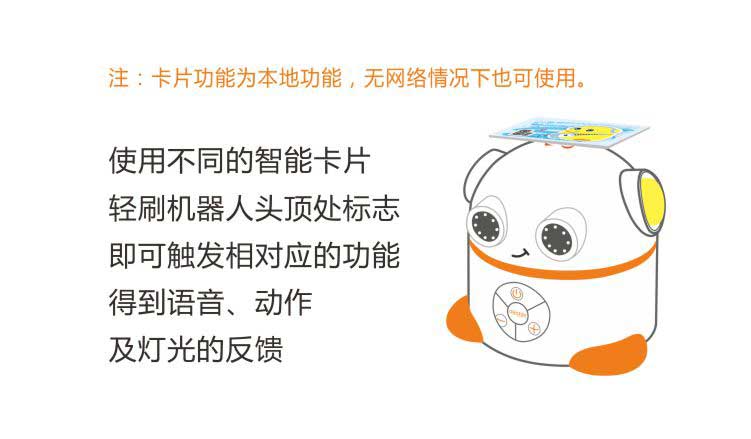 注：卡片功能为本地功能，无网络情况下也可使用。
使用不同的智能卡片
轻刷机器人头顶处标志
即可触发相对应的功能
得到语音、动作
及灯光的反馈